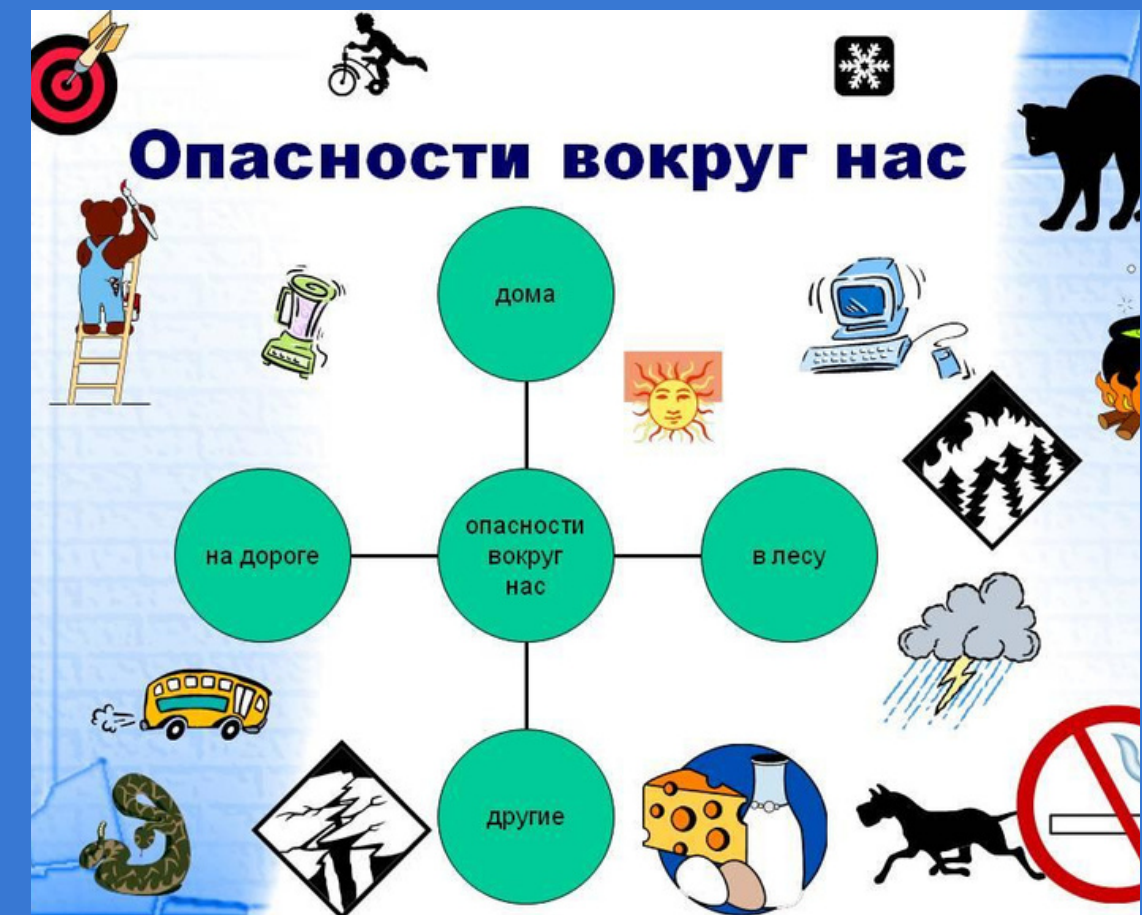 Опасности вокруг нас
дома
на дороге
опасности
вокруг
нас
в лесу
другие